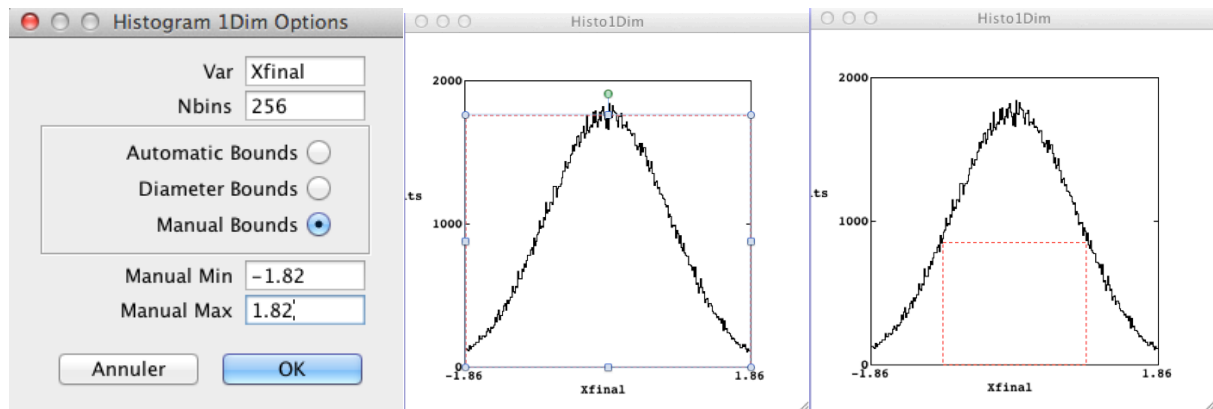 Histogram 1Dim Options
Var Xfinal
Nbins 256
Automatic Bounds
Diameter Bounds
Manual Bounds
Manual Min -1.82
Manual Max 1.82
Annuler OK
Histo1Dim
2000
its
1000
0
-1.86 1.86
Xfinal
Histo1Dim
2000
its
1000
0
-1.86 1.86
Xfinal